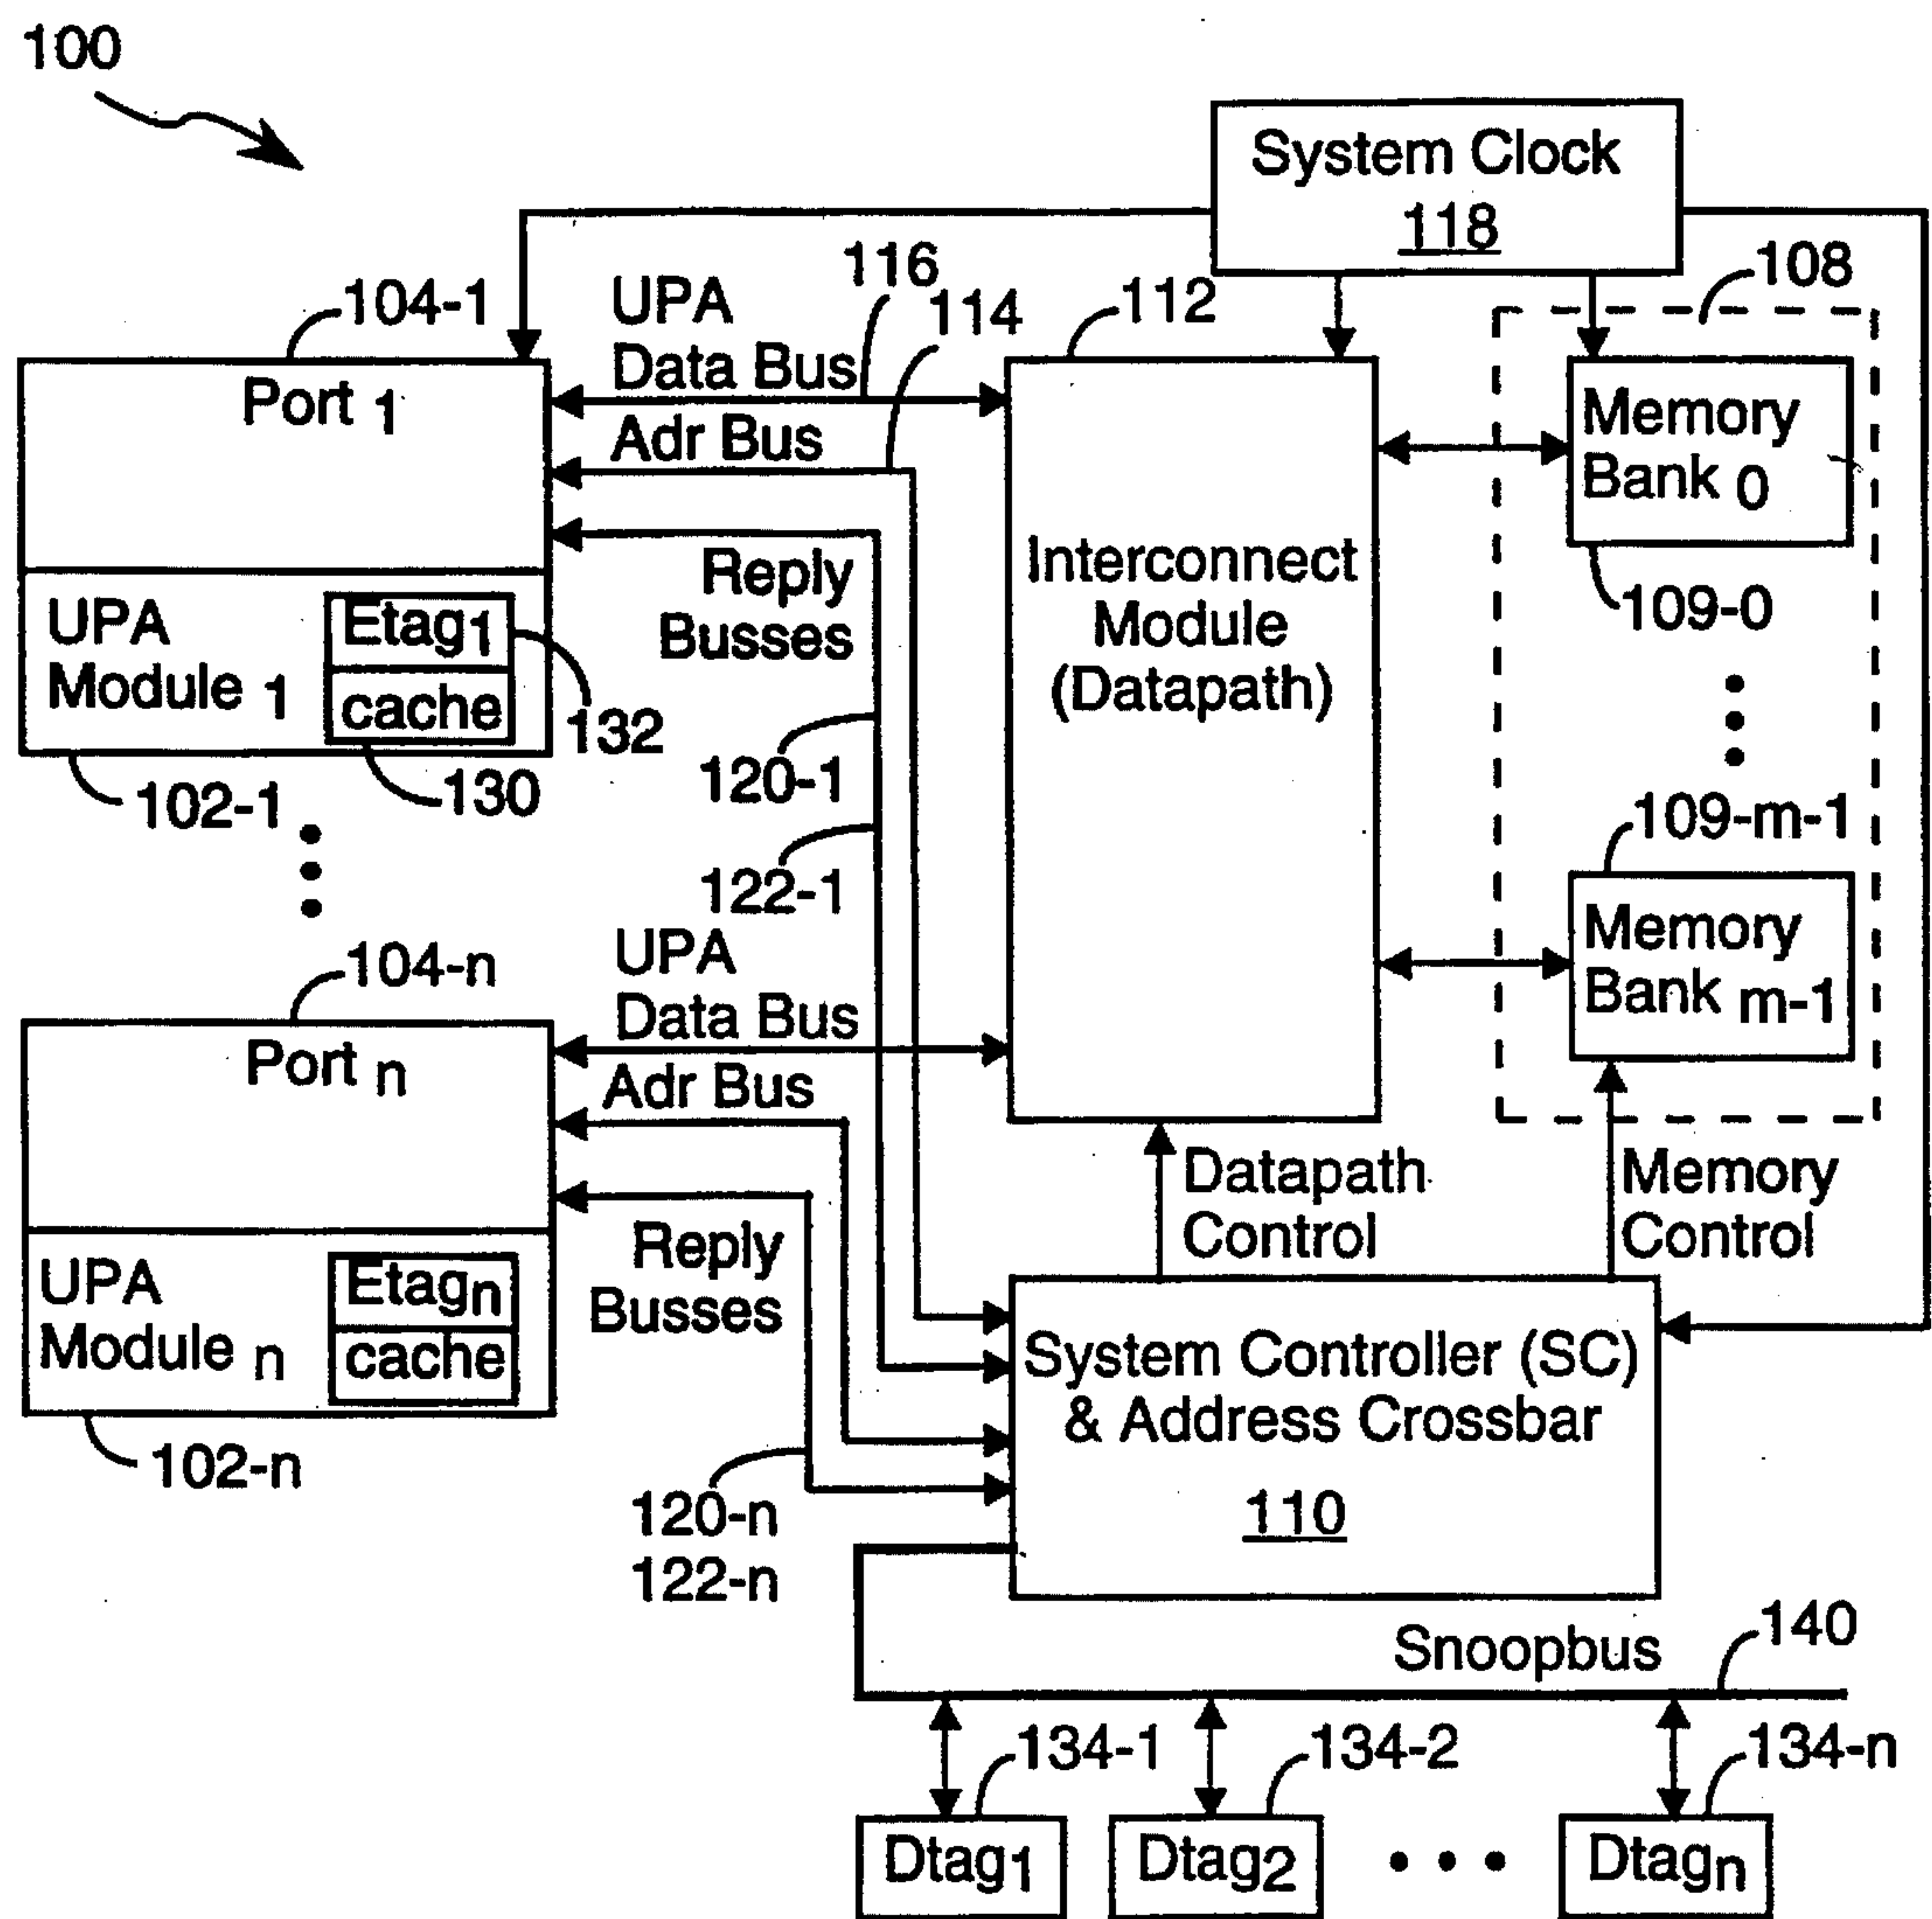 100
System Clock
118
116
114
UPA
Data Bus
Adr Bus
104-1
112
108
Port 1
Memory
Bank 0
109-0
Reply
Busses
Interconnect
Module
(Datapath)
UPA
Module 1
Etag1
cache
132
130
102-1
120-1
122-1
109-m-1
Memory
Bank m-1
104-n
UPA
Data Bus
Adr Bus
Port n
Datapath
Control
Memory
Control
Reply
Busses
UPA
Module n
Etagn
cache
102-n
System Controller (SC)
& Address Crossbar
110
120-n
122-n
Snoopbus
140
134-1
134-2
134-n
Dtag1
Dtag2
Dtagn